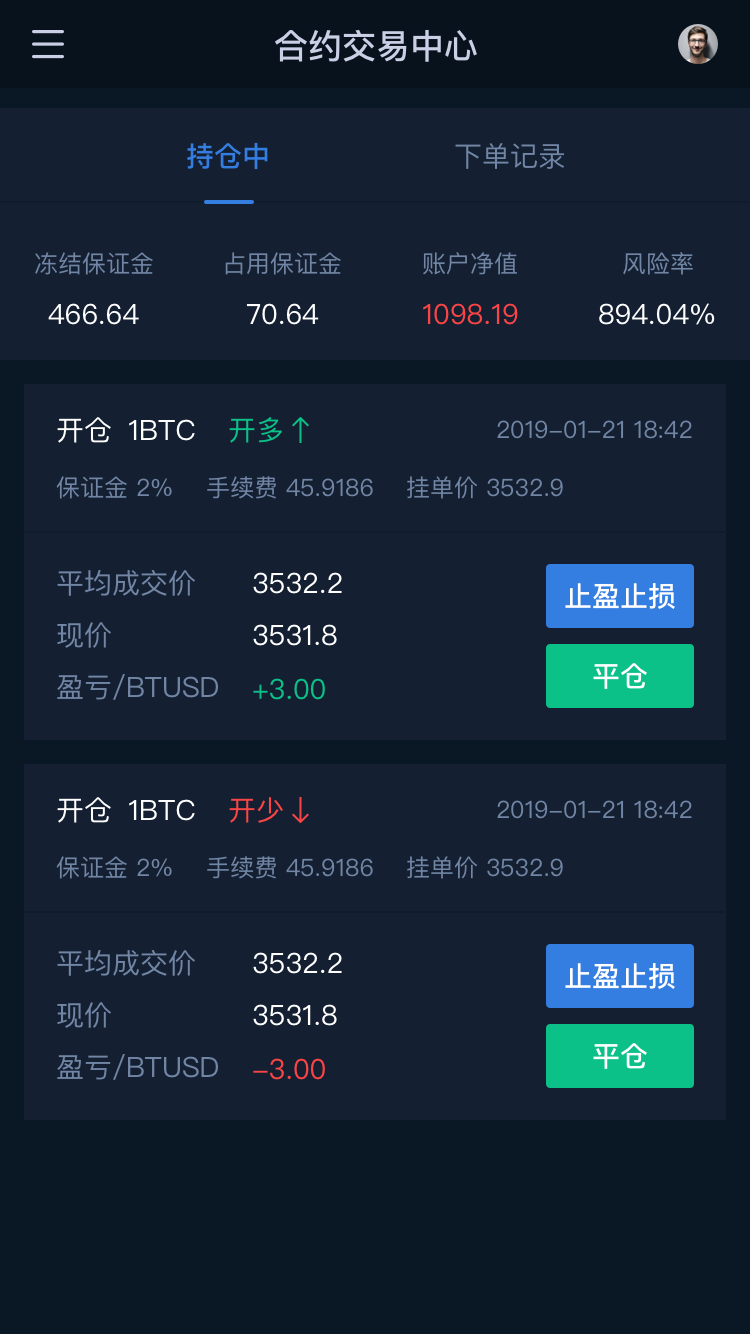 合约交易中心
持仓中 下单记录
冻结保证金 占用保证金 账户净值 风险率
466.64 70.64 1098.19 894.04%
开仓 1BTC 开多↑ 2019-01-21 18:42
保证金 2% 手续费 45.9186 挂单价 3532.9
平均成交价 3532.2
止盈止损
现价 3531.8
平仓
盈亏/BTUSD +3.00
开仓 1BTC 开少↓ 2019-01-21 18:42
保证金 2% 手续费 45.9186 挂单价 3532.9
平均成交价 3532.2
止盈止损
现价 3531.8
平仓
盈亏/BTUSD -3.00